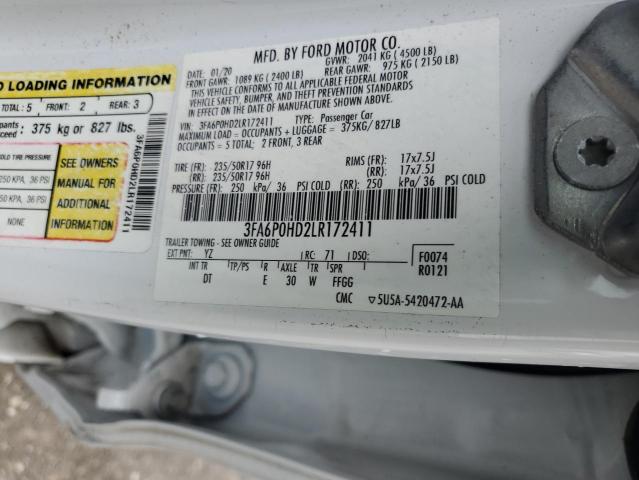 LOADING INFORMATION
TOTAL: 5 FRONT: 2 REAR: 3
375 kg or 827 lbs.
TIRE PRESSURE
250 KPA, 36 PSI
250 KPA, 36 PSI
NONE
SEE OWNERS
MANUAL FOR
ADDITIONAL
INFORMATION
3FA6P0HD2LR172411
MFD. BY FORD MOTOR CO.
01/20 GVWR: 2041 KG ( 4500 LB)
FRONT GAWR: 1089 KG ( 2400 LB) REAR GAWR: 975 KG ( 2150 LB)
THIS VEHICLE CONFORMS TO ALL APPLICABLE FEDERAL MOTOR
VEHICLE SAFETY, BUMPER, AND THEFT PREVENTION STANDARDS
IN EFFECT ON THE DATE OF MANUFACTURE SHOWN ABOVE.
VIN: 3FA6P0HD2LR172411 TYPE: Passenger Car
MAXIMUM LOAD = OCCUPANTS + LUGGAGE = 375KG/ 827LB
OCCUPANTS = 5 TOTAL: 2 FRONT, 3 REAR
TIRE (FR): 235/50R17 96H RIMS (FR): 17x7.5J
(RR): 235/50R17 96H (RR): 17x7.5J
PRESSURE (FR): 250 kPa/ 36 PSI COLD (RR): 250 kPa/ 36 PSI COLD
3FA6P0HD2LR172411
TRAILER TOWING - SEE OWNER GUIDE
EXT PNT: YZ RC: 71 DSO: F0074
R0121
INT TR TP/PS R AXLE TR SPR
DT E 30 W FFGG
CMC 5U5A-5420472-AA